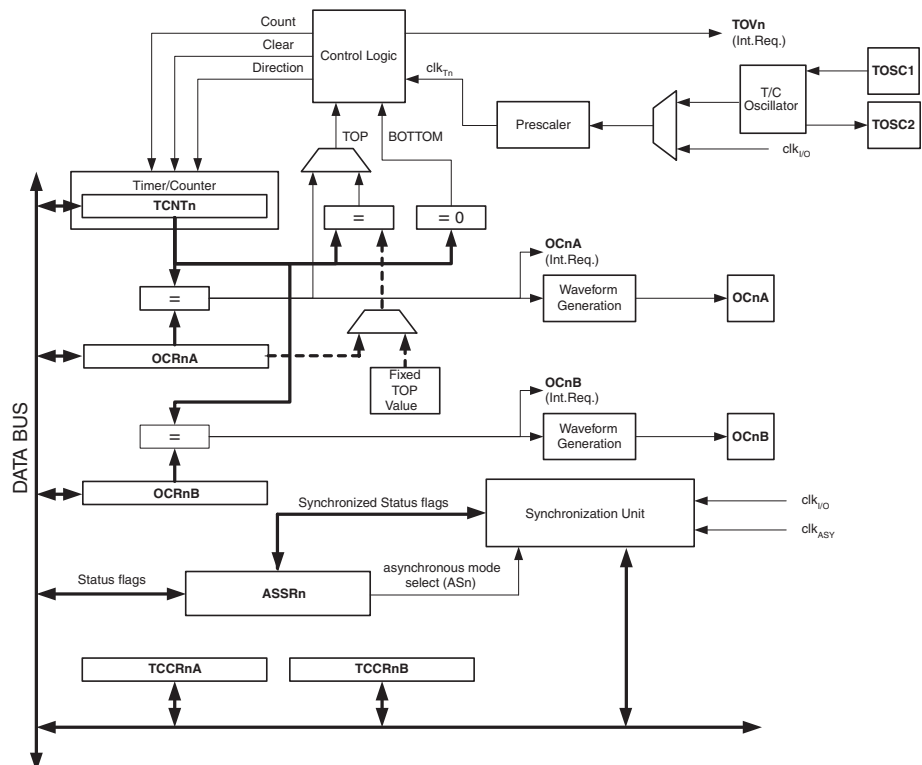 Count
Clear
Direction
Control Logic
TOVn
(Int.Req.)
clkTn
TOSC1
T/C
Oscillator
TOSC2
Prescaler
clkI/O
TOP
BOTTOM
Timer/Counter
TCNTn
=
= 0
=
OCnA
(Int.Req.)
Waveform
Generation
OCnA
OCRnA
Fixed
TOP
Value
OCnB
(Int.Req.)
=
Waveform
Generation
OCnB
OCRnB
DATA BUS
Synchronized Status flags
Synchronization Unit
clkI/O
clkASY
Status flags
ASSRn
asynchronous mode
select (ASn)
TCCRnA
TCCRnB